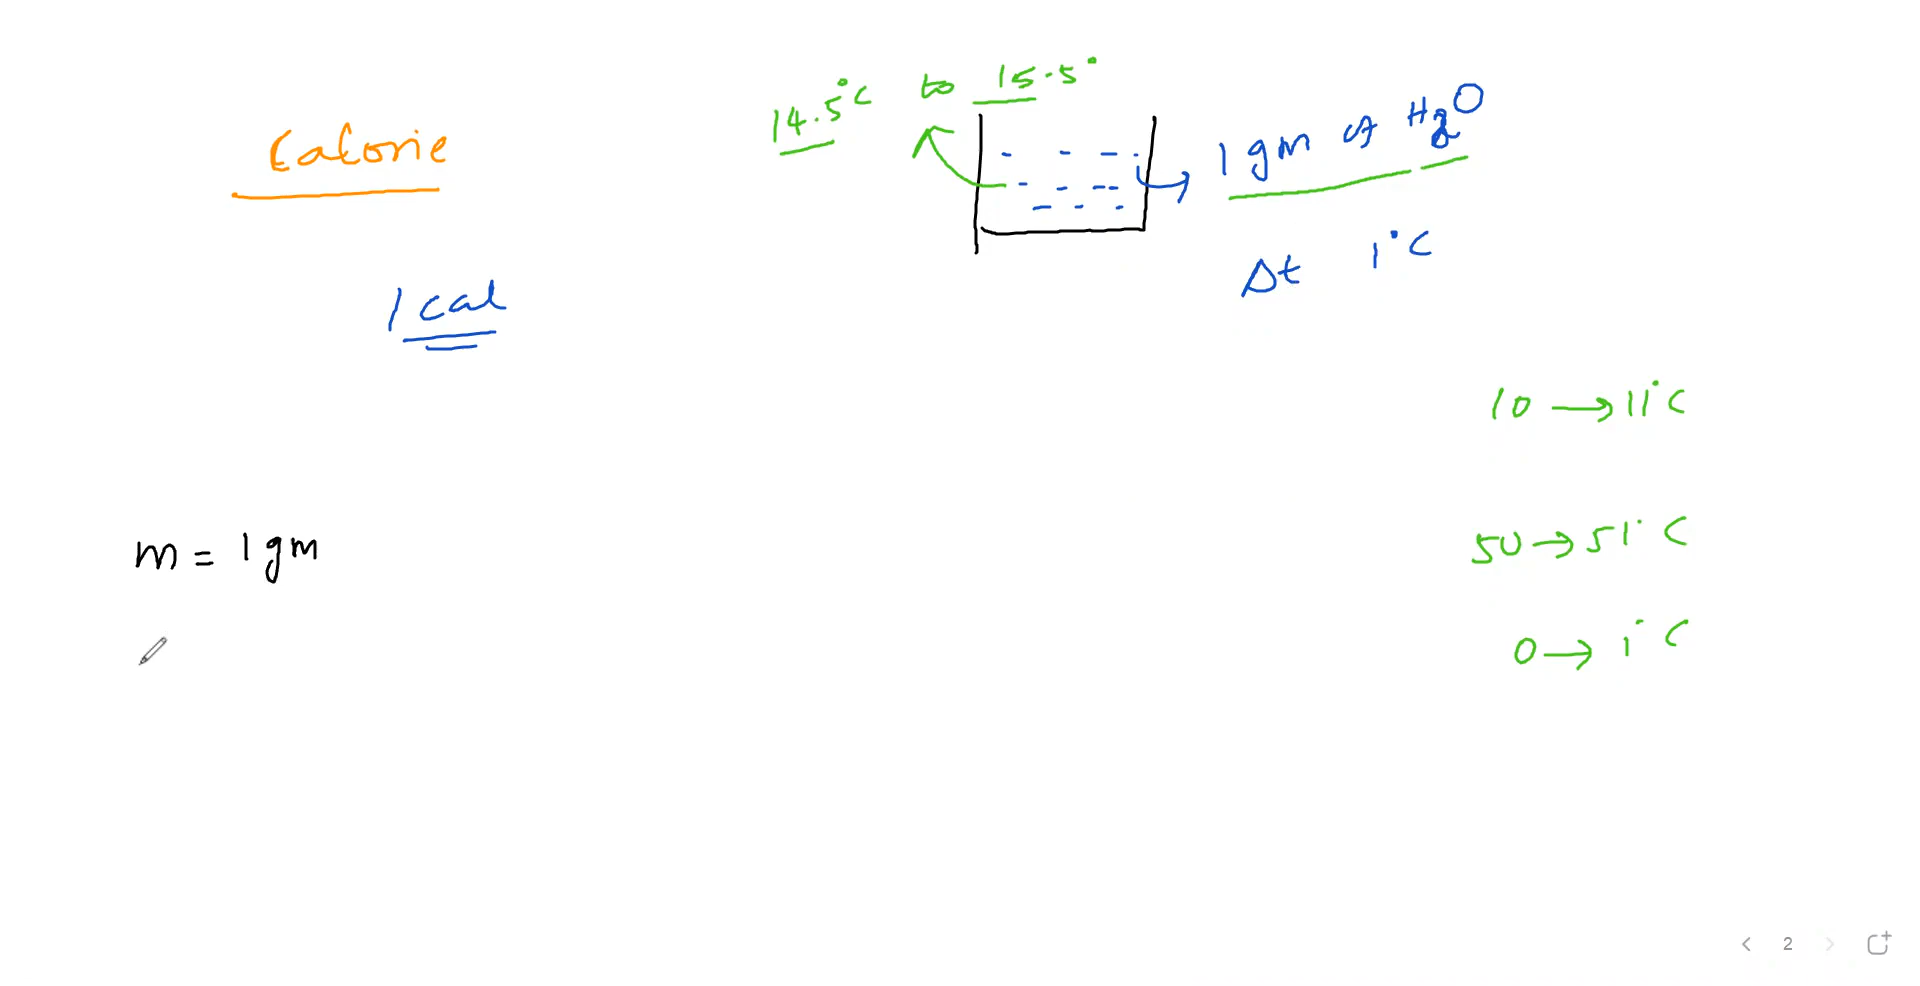 14.5°C to 15.5°
Calorie
1 gm of H2O
Δt 1°C
1 cal
10 → 11°C
m = 1 gm
50 → 51°C
0 → 1°C
2